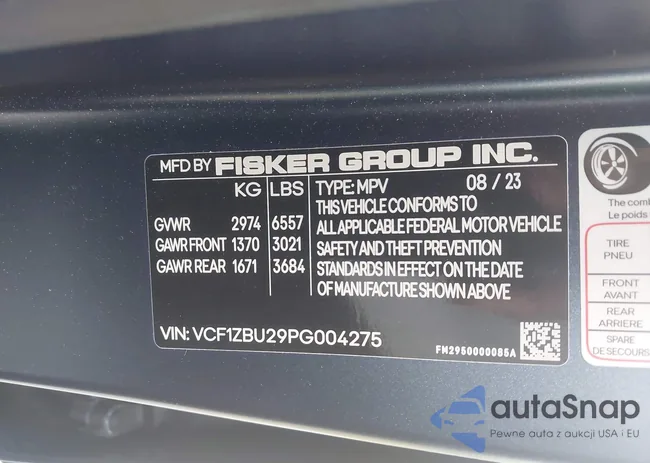 MFD BY FISKER GROUP INC.
KG LBS TYPE: MPV 08 / 23
THIS VEHICLE CONFORMS TO
GVWR 2974 6557 ALL APPLICABLE FEDERAL MOTOR VEHICLE
GAWR FRONT 1370 3021 SAFETY AND THEFT PREVENTION
GAWR REAR 1671 3684 STANDARDS IN EFFECT ON THE DATE
OF MANUFACTURE SHOWN ABOVE
VIN: VCF1ZBU29PG004275
FM2950000085A
The comb
Le poids
TIRE
PNEU
FRONT
AVANT
REAR
ARRIERE
SPARE
DE SECOURS
autaSnap
Pewne auta z aukcji USA i EU